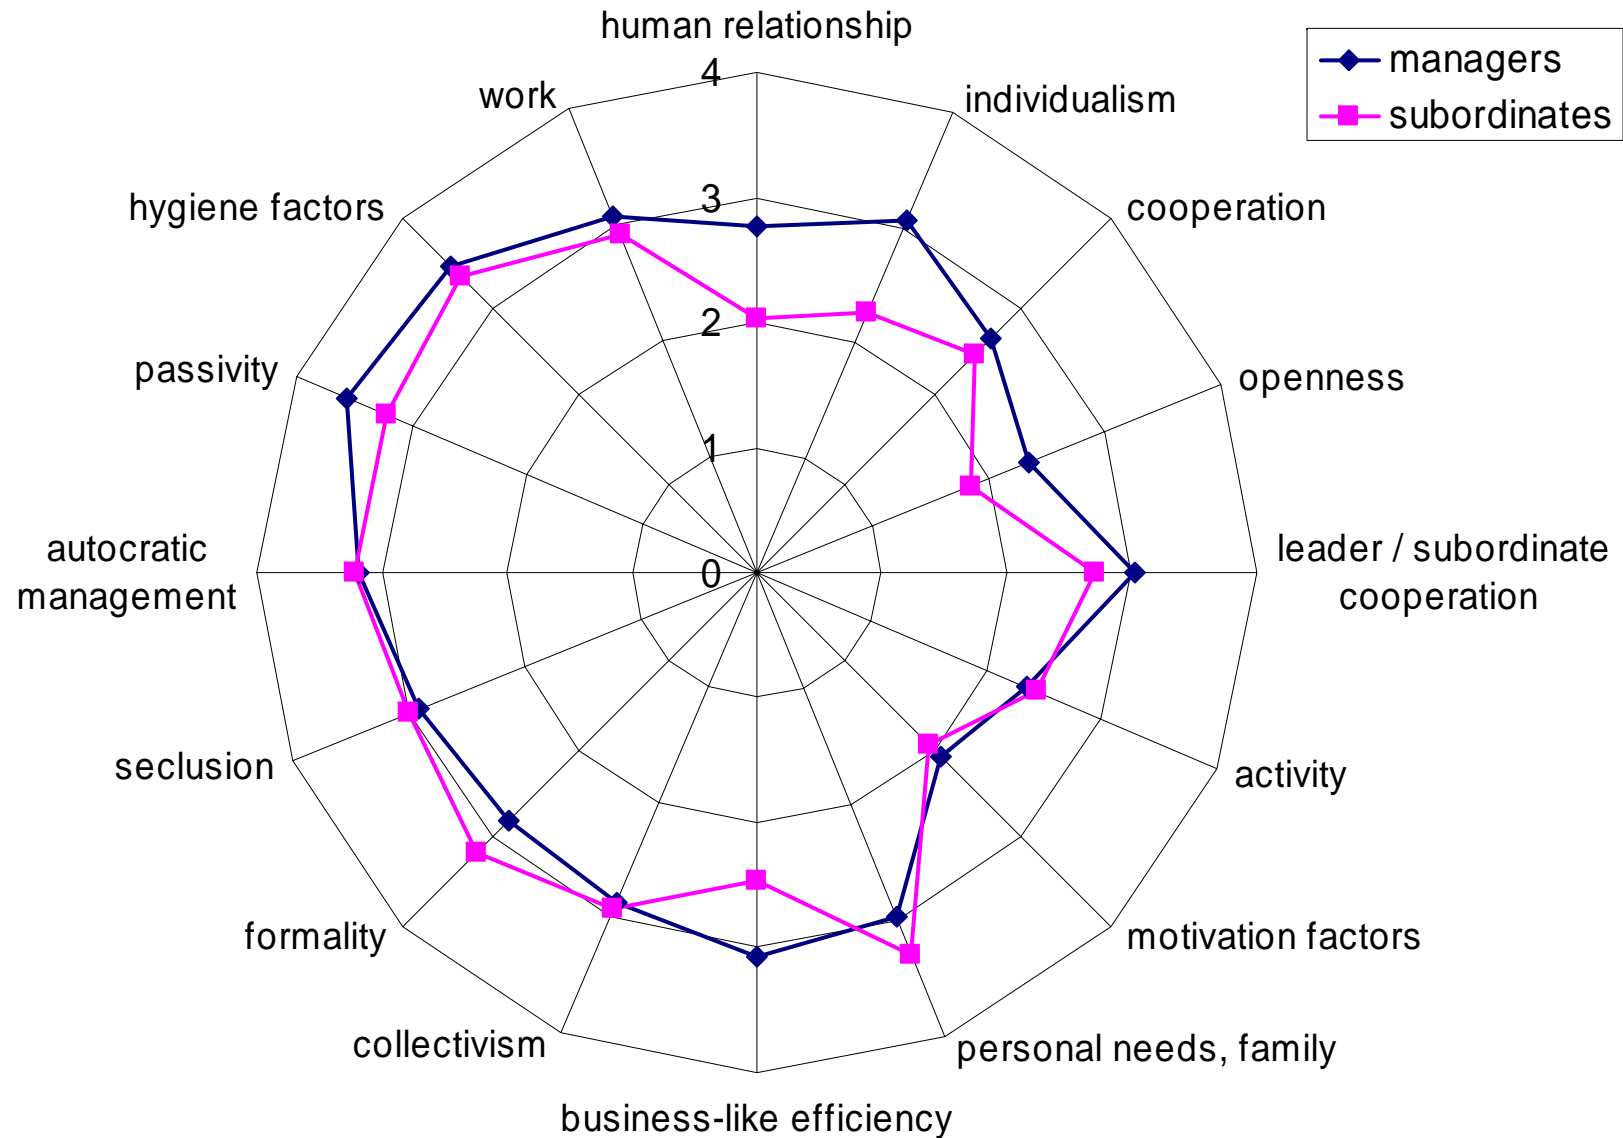 human relationship
managers
subordinates
4
individualism
work
3
hygiene factors
cooperation
2
passivity
openness
1
autocratic
management
0
leader / subordinate
cooperation
seclusion
activity
formality
motivation factors
collectivism
personal needs, family
business-like efficiency